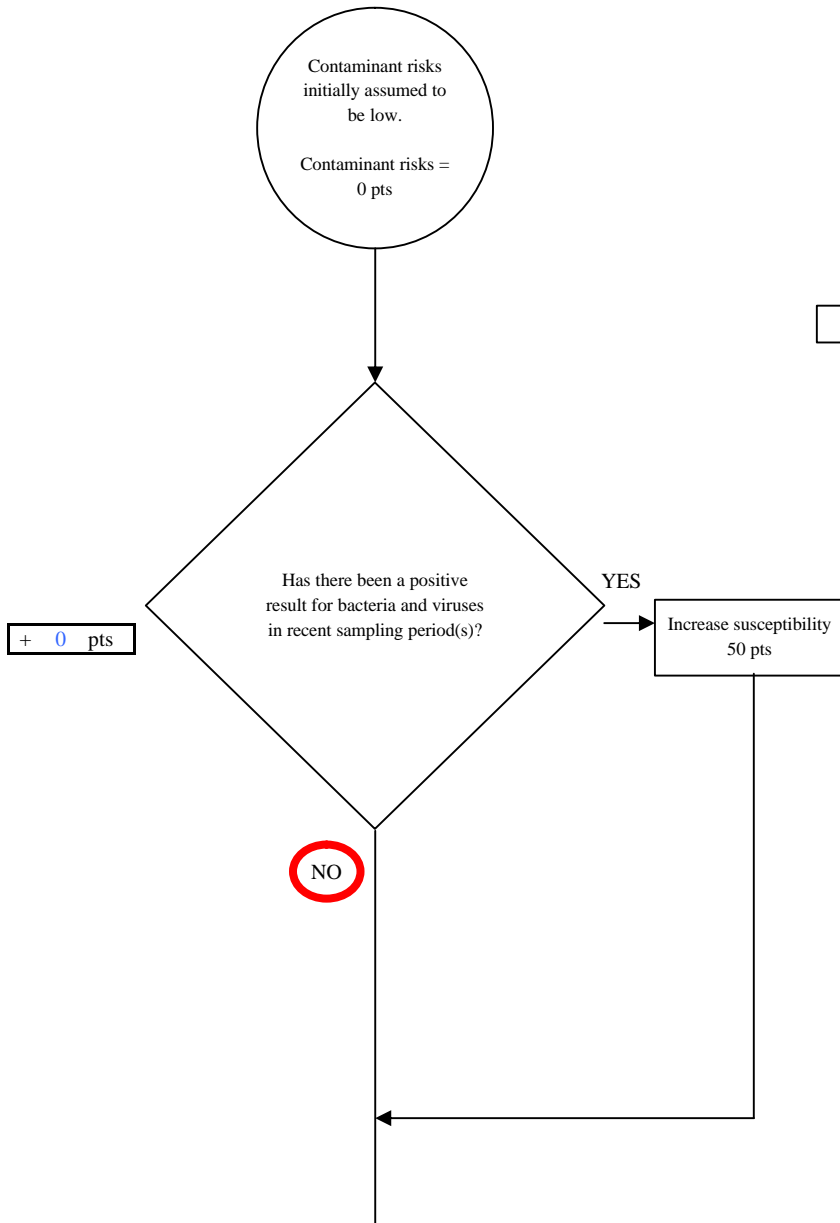 Contaminant risks
initially assumed to
be low.
Contaminant risks =
0 pts
Has there been a positive
result for bacteria and viruses
in recent sampling period(s)?
YES
+ 0 pts
Increase susceptibility
50 pts
NO